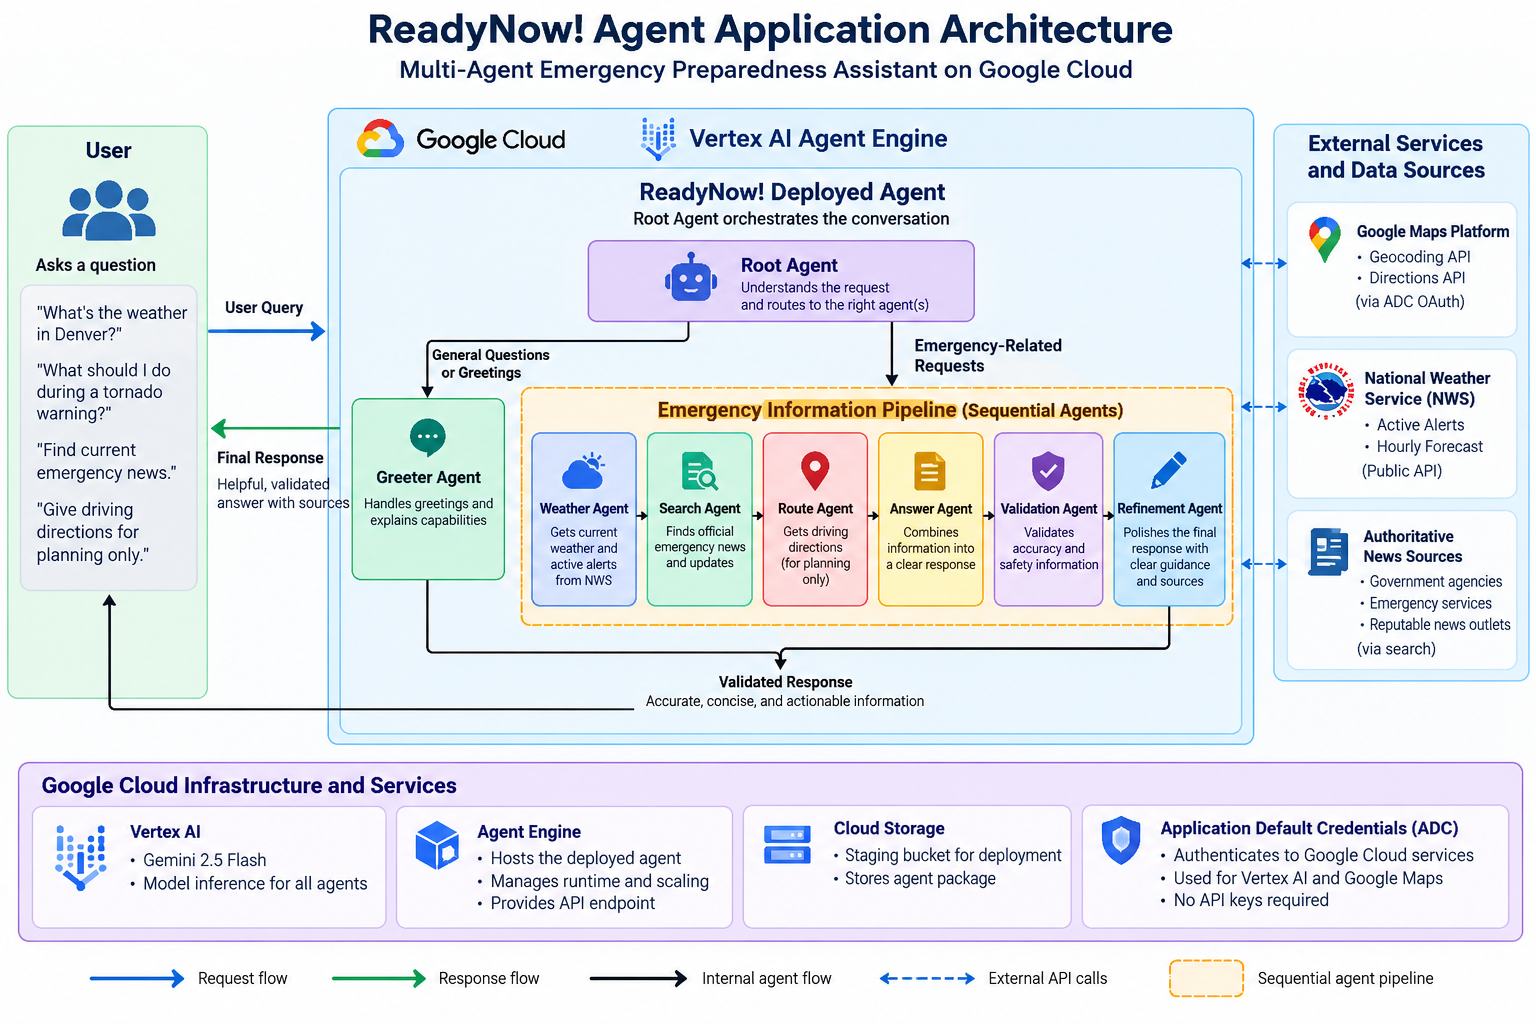 ReadyNow! Agent Application Architecture
Multi-Agent Emergency Preparedness Assistant on Google Cloud
User
Asks a question
"What's the weather
in Denver?"
"What should I do
during a tornado
warning?"
"Find current
emergency news."
"Give driving
directions for
planning only."
User Query
Final Response
Helpful, validated
answer with sources
Google Cloud
Vertex AI Agent Engine
ReadyNow! Deployed Agent
Root Agent orchestrates the conversation
Root Agent
Understands the request
and routes to the right agent(s)
General Questions
or Greetings
Emergency-Related
Requests
Greeter Agent
Handles greetings and
explains capabilities
Emergency Information Pipeline (Sequential Agents)
Weather Agent
Gets current
weather and
active alerts
from NWS
Search Agent
Finds official
emergency news
and updates
Route Agent
Gets driving
directions
(for planning
only)
Answer Agent
Combines
information into
a clear response
Validation Agent
Validates
accuracy and
safety information
Refinement Agent
Polishes the final
response with
clear guidance
and sources
Validated Response
Accurate, concise, and actionable information
External Services
and Data Sources
Google Maps Platform
• Geocoding API
• Directions API
(via ADC OAuth)
National Weather
Service (NWS)
• Active Alerts
• Hourly Forecast
(Public API)
Authoritative
News Sources
• Government agencies
• Emergency services
• Reputable news outlets
(via search)
Google Cloud Infrastructure and Services
Vertex AI
• Gemini 2.5 Flash
• Model inference for all agents
Agent Engine
• Hosts the deployed agent
• Manages runtime and scaling
• Provides API endpoint
Cloud Storage
• Staging bucket for deployment
• Stores agent package
Application Default Credentials (ADC)
• Authenticates to Google Cloud services
• Used for Vertex AI and Google Maps
• No API keys required
Request flow
Response flow
Internal agent flow
External API calls
Sequential agent pipeline